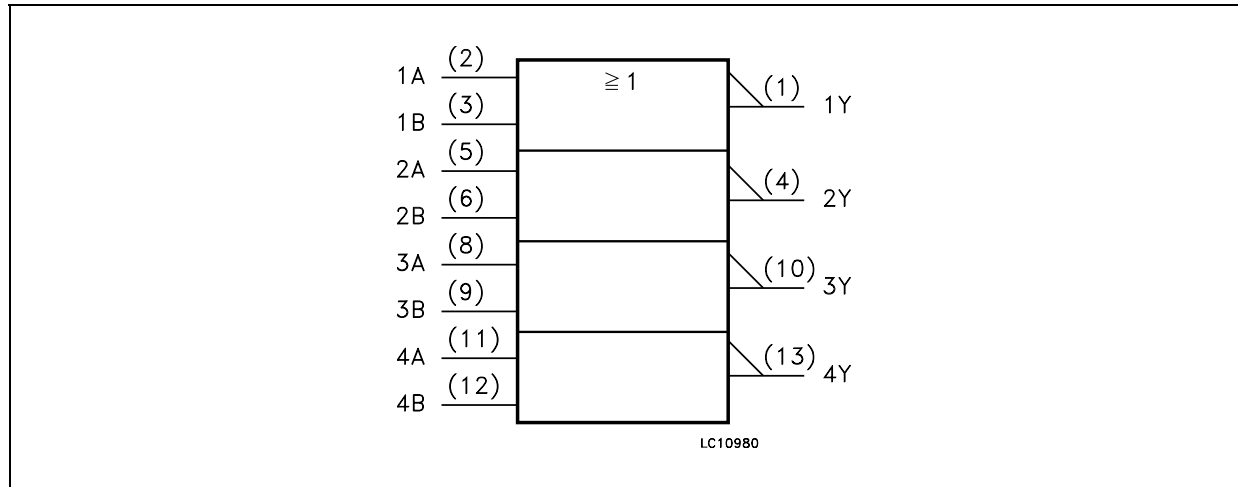 1A (2)
≧ 1
(1) 1Y
1B (3)
2A (5)
(4) 2Y
2B (6)
3A (8)
(10) 3Y
3B (9)
4A (11)
(13) 4Y
4B (12)
LC10980